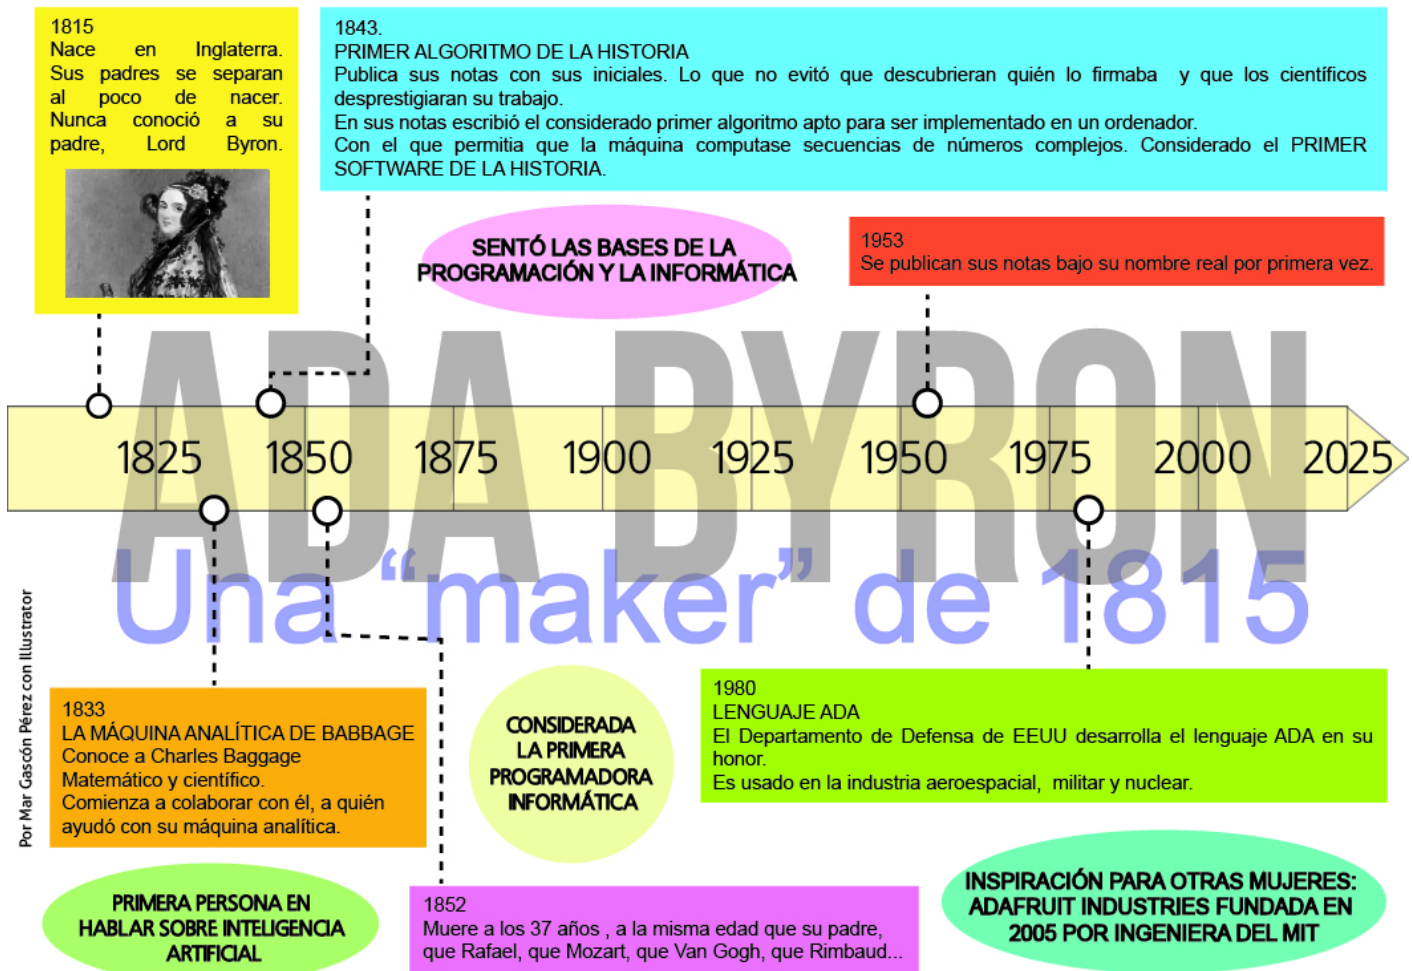 1815
Nace en Inglaterra.
Sus padres se separan
al poco de nacer.
Nunca conoció a su
padre, Lord Byron.
1843.
PRIMER ALGORITMO DE LA HISTORIA
Publica sus notas con sus iniciales. Lo que no evitó que descubrieran quién lo firmaba y que los científicos
desprestigiaran su trabajo.
En sus notas escribió el considerado primer algoritmo apto para ser implementado en un ordenador.
Con el que permitia que la máquina computase secuencias de números complejos. Considerado el PRIMER
SOFTWARE DE LA HISTORIA.
SENTÓ LAS BASES DE LA
PROGRAMACIÓN Y LA INFORMÁTICA
1953
Se publican sus notas bajo su nombre real por primera vez.
ADA BYRON
1825 1850 1875 1900 1925 1950 1975 2000 2025
Una “maker” de 1815
Por Mar Gascón Pérez con Illustrator
1833
LA MÁQUINA ANALÍTICA DE BABBAGE
Conoce a Charles Baggage
Matemático y científico.
Comienza a colaborar con él, a quién
ayudó con su máquina analítica.
CONSIDERADA
LA PRIMERA
PROGRAMADORA
INFORMÁTICA
1980
LENGUAJE ADA
El Departamento de Defensa de EEUU desarrolla el lenguaje ADA en su
honor.
Es usado en la industria aeroespacial, militar y nuclear.
PRIMERA PERSONA EN
HABLAR SOBRE INTELIGENCIA
ARTIFICIAL
1852
Muere a los 37 años , a la misma edad que su padre,
que Rafael, que Mozart, que Van Gogh, que Rimbaud...
INSPIRACIÓN PARA OTRAS MUJERES:
ADAFRUIT INDUSTRIES FUNDADA EN
2005 POR INGENIERA DEL MIT